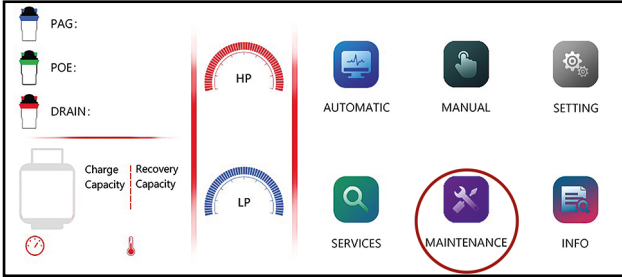 PAG:
POE:
DRAIN:
Charge Capacity
Recovery Capacity
HP
LP
AUTOMATIC
MANUAL
SETTING
SERVICES
MAINTENANCE
INFO